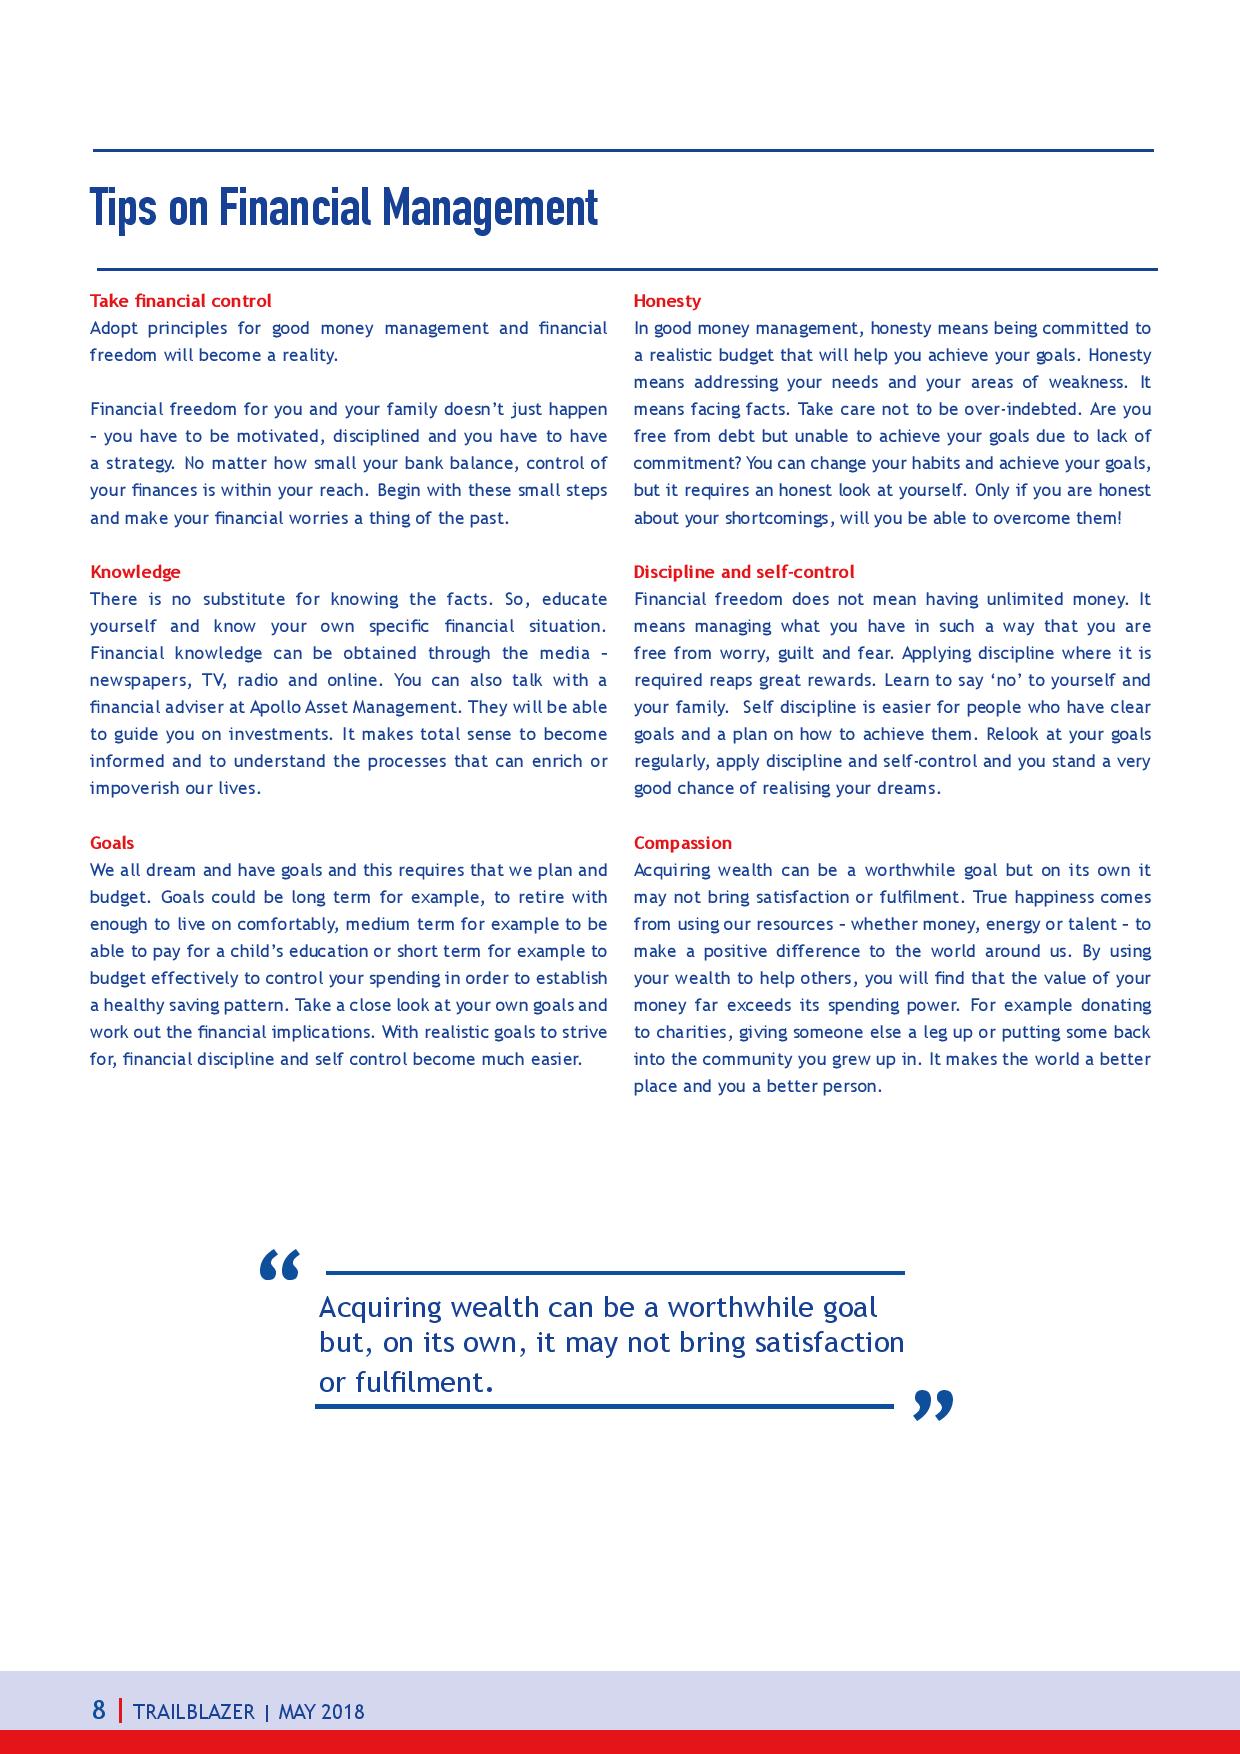 Tips on Financial Management
Take financial control
Adopt principles for good money management and financial
freedom will become a reality.
Financial freedom for you and your family doesn’t just happen
– you have to be motivated, disciplined and you have to have
a strategy. No matter how small your bank balance, control of
your finances is within your reach. Begin with these small steps
and make your financial worries a thing of the past.
Knowledge
There is no substitute for knowing the facts. So, educate
yourself and know your own specific financial situation.
Financial knowledge can be obtained through the media –
newspapers, TV, radio and online. You can also talk with a
financial adviser at Apollo Asset Management. They will be able
to guide you on investments. It makes total sense to become
informed and to understand the processes that can enrich or
impoverish our lives.
Goals
We all dream and have goals and this requires that we plan and
budget. Goals could be long term for example, to retire with
enough to live on comfortably, medium term for example to be
able to pay for a child’s education or short term for example to
budget effectively to control your spending in order to establish
a healthy saving pattern. Take a close look at your own goals and
work out the financial implications. With realistic goals to strive
for, financial discipline and self control become much easier.
Honesty
In good money management, honesty means being committed to
a realistic budget that will help you achieve your goals. Honesty
means addressing your needs and your areas of weakness. It
means facing facts. Take care not to be over-indebted. Are you
free from debt but unable to achieve your goals due to lack of
commitment? You can change your habits and achieve your goals,
but it requires an honest look at yourself. Only if you are honest
about your shortcomings, will you be able to overcome them!
Discipline and self-control
Financial freedom does not mean having unlimited money. It
means managing what you have in such a way that you are
free from worry, guilt and fear. Applying discipline where it is
required reaps great rewards. Learn to say ‘no’ to yourself and
your family.  Self discipline is easier for people who have clear
goals and a plan on how to achieve them. Relook at your goals
regularly, apply discipline and self-control and you stand a very
good chance of realising your dreams.
Compassion
Acquiring wealth can be a worthwhile goal but on its own it
may not bring satisfaction or fulfilment. True happiness comes
from using our resources – whether money, energy or talent – to
make a positive difference to the world around us. By using
your wealth to help others, you will find that the value of your
money far exceeds its spending power. For example donating
to charities, giving someone else a leg up or putting some back
into the community you grew up in. It makes the world a better
place and you a better person.
“ Acquiring wealth can be a worthwhile goal
but, on its own, it may not bring satisfaction
or fulfilment. ”
8 | TRAILBLAZER | MAY 2018